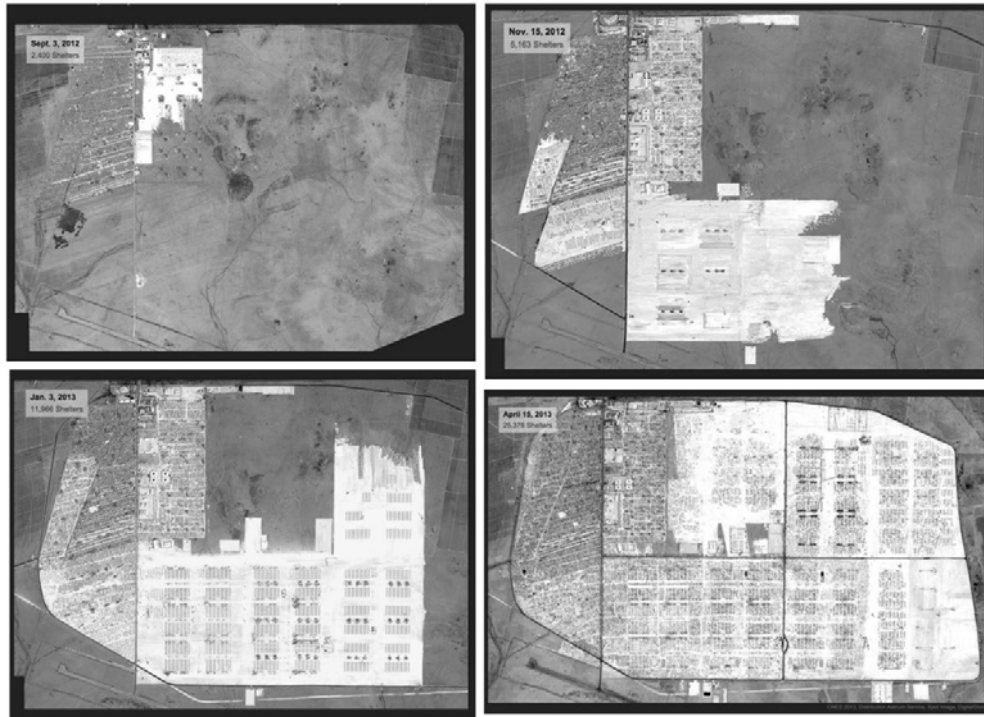 Sept. 3, 2012
2,400 Shelters
Nov. 15, 2012
5,163 Shelters
Jan. 3, 2013
11,966 Shelters
April 15, 2013
25,378 Shelters